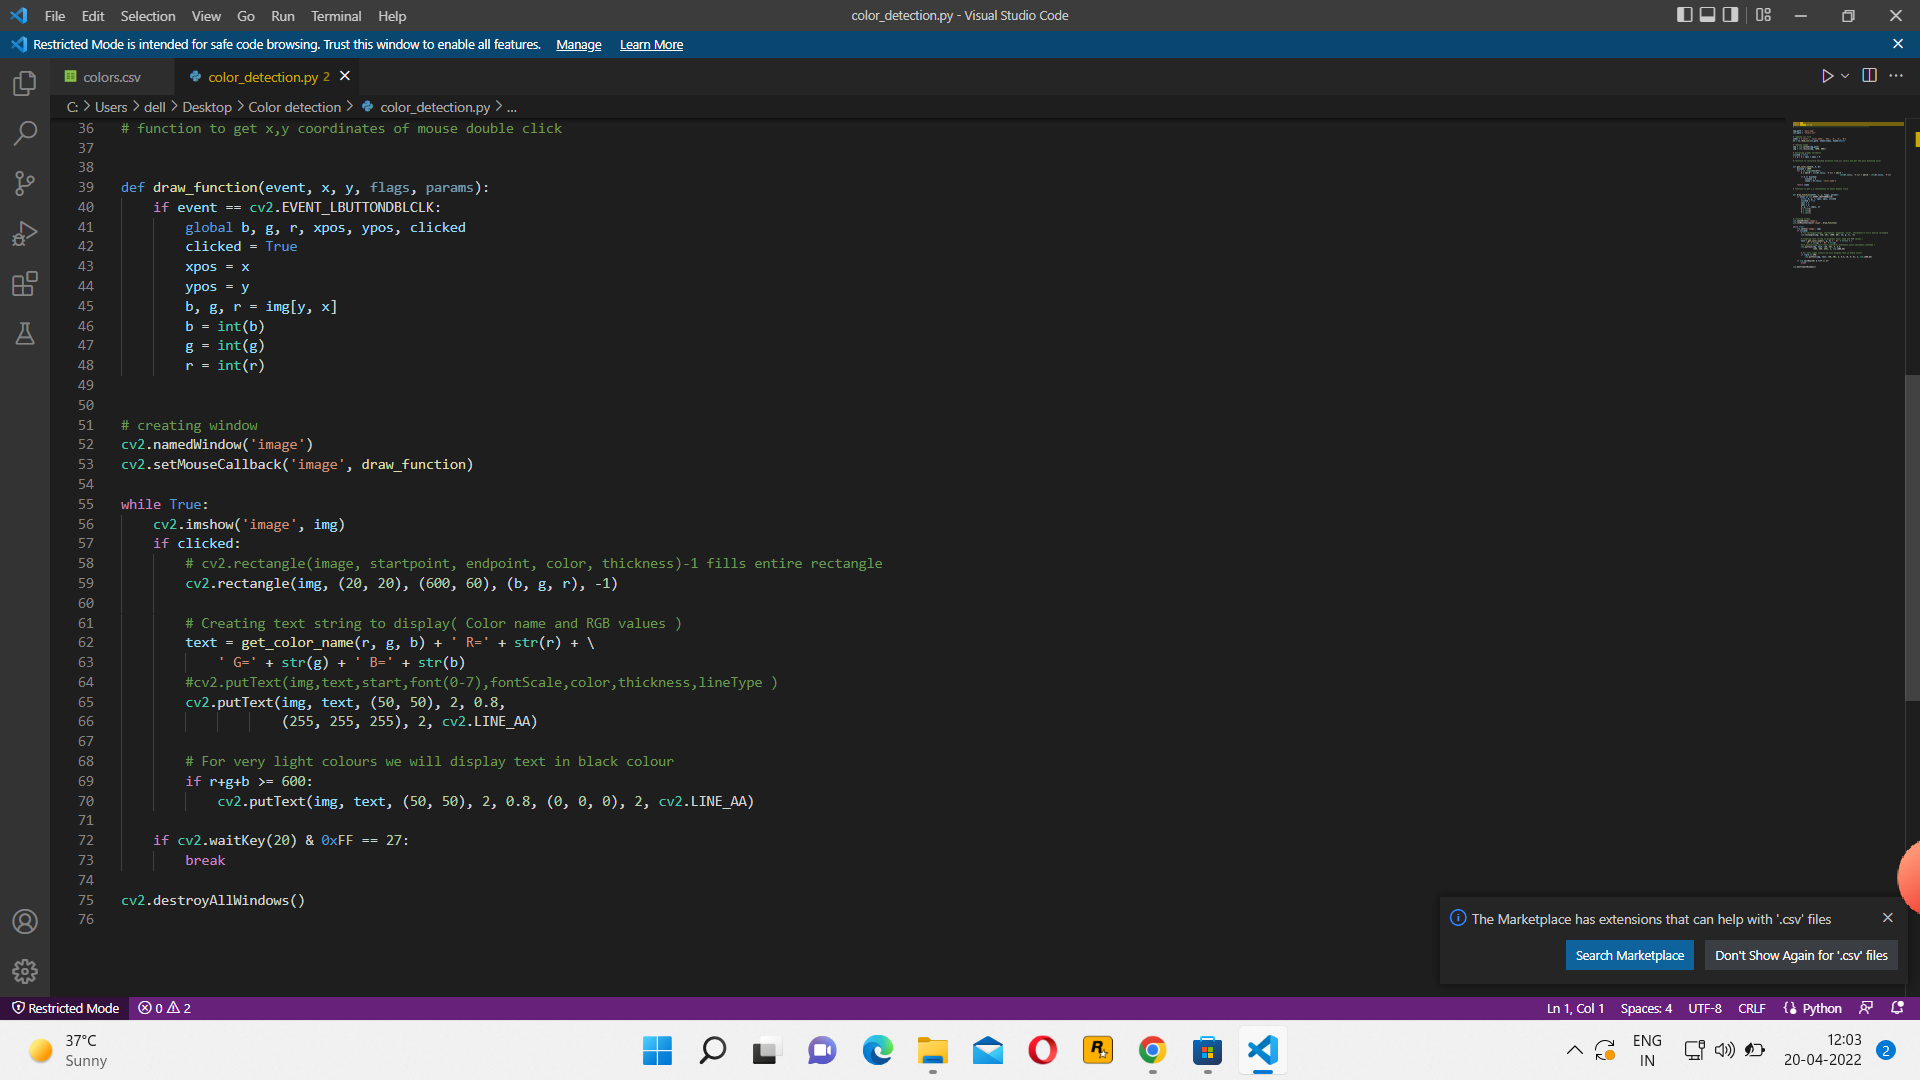 File Edit Selection View Go Run Terminal Help
color_detection.py - Visual Studio Code
Restricted Mode is intended for safe code browsing. Trust this window to enable all features. Manage Learn More
colors.csv color_detection.py 2
C: > Users > dell > Desktop > Color detection > color_detection.py > ...
36 # function to get x,y coordinates of mouse double click
37
38
39 def draw_function(event, x, y, flags, params):
40 if event == cv2.EVENT_LBUTTONDBLCLK:
41 global b, g, r, xpos, ypos, clicked
42 clicked = True
43 xpos = x
44 ypos = y
45 b, g, r = img[y, x]
46 b = int(b)
47 g = int(g)
48 r = int(r)
49
50
51 # creating window
52 cv2.namedWindow('image')
53 cv2.setMouseCallback('image', draw_function)
54
55 while True:
56 cv2.imshow('image', img)
57 if clicked:
58 # cv2.rectangle(image, startpoint, endpoint, color, thickness)-1 fills entire rectangle
59 cv2.rectangle(img, (20, 20), (600, 60), (b, g, r), -1)
60
61 # Creating text string to display( Color name and RGB values )
62 text = get_color_name(r, g, b) + ' R=' + str(r) + \
63 ' G=' + str(g) + ' B=' + str(b)
64 #cv2.putText(img,text,start,font(0-7),fontScale,color,thickness,lineType )
65 cv2.putText(img, text, (50, 50), 2, 0.8,
66 (255, 255, 255), 2, cv2.LINE_AA)
67
68 # For very light colours we will display text in black colour
69 if r+g+b >= 600:
70 cv2.putText(img, text, (50, 50), 2, 0.8, (0, 0, 0), 2, cv2.LINE_AA)
71
72 if cv2.waitKey(20) & 0xFF == 27:
73 break
74
75 cv2.destroyAllWindows()
76
The Marketplace has extensions that can help with '.csv' files
Search Marketplace Don't Show Again for '.csv' files
Restricted Mode 0 2 Ln 1, Col 1 Spaces: 4 UTF-8 CRLF Python
37°C
Sunny
ENG
IN
12:03
20-04-2022
2